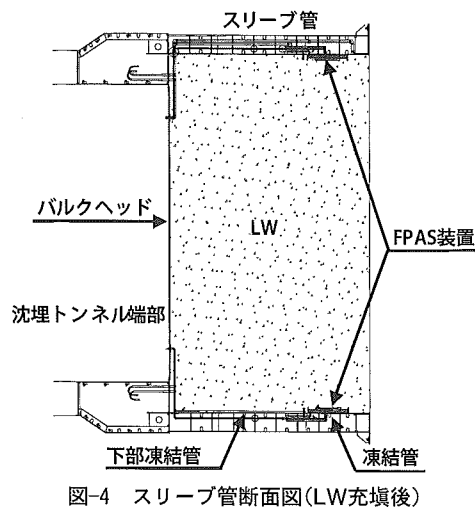 スリーブ管
バルクヘッド
LW
FPAS装置
沈埋トンネル端部
下部凍結管
凍結管
図-4 スリーブ管断面図(LW充塡後)